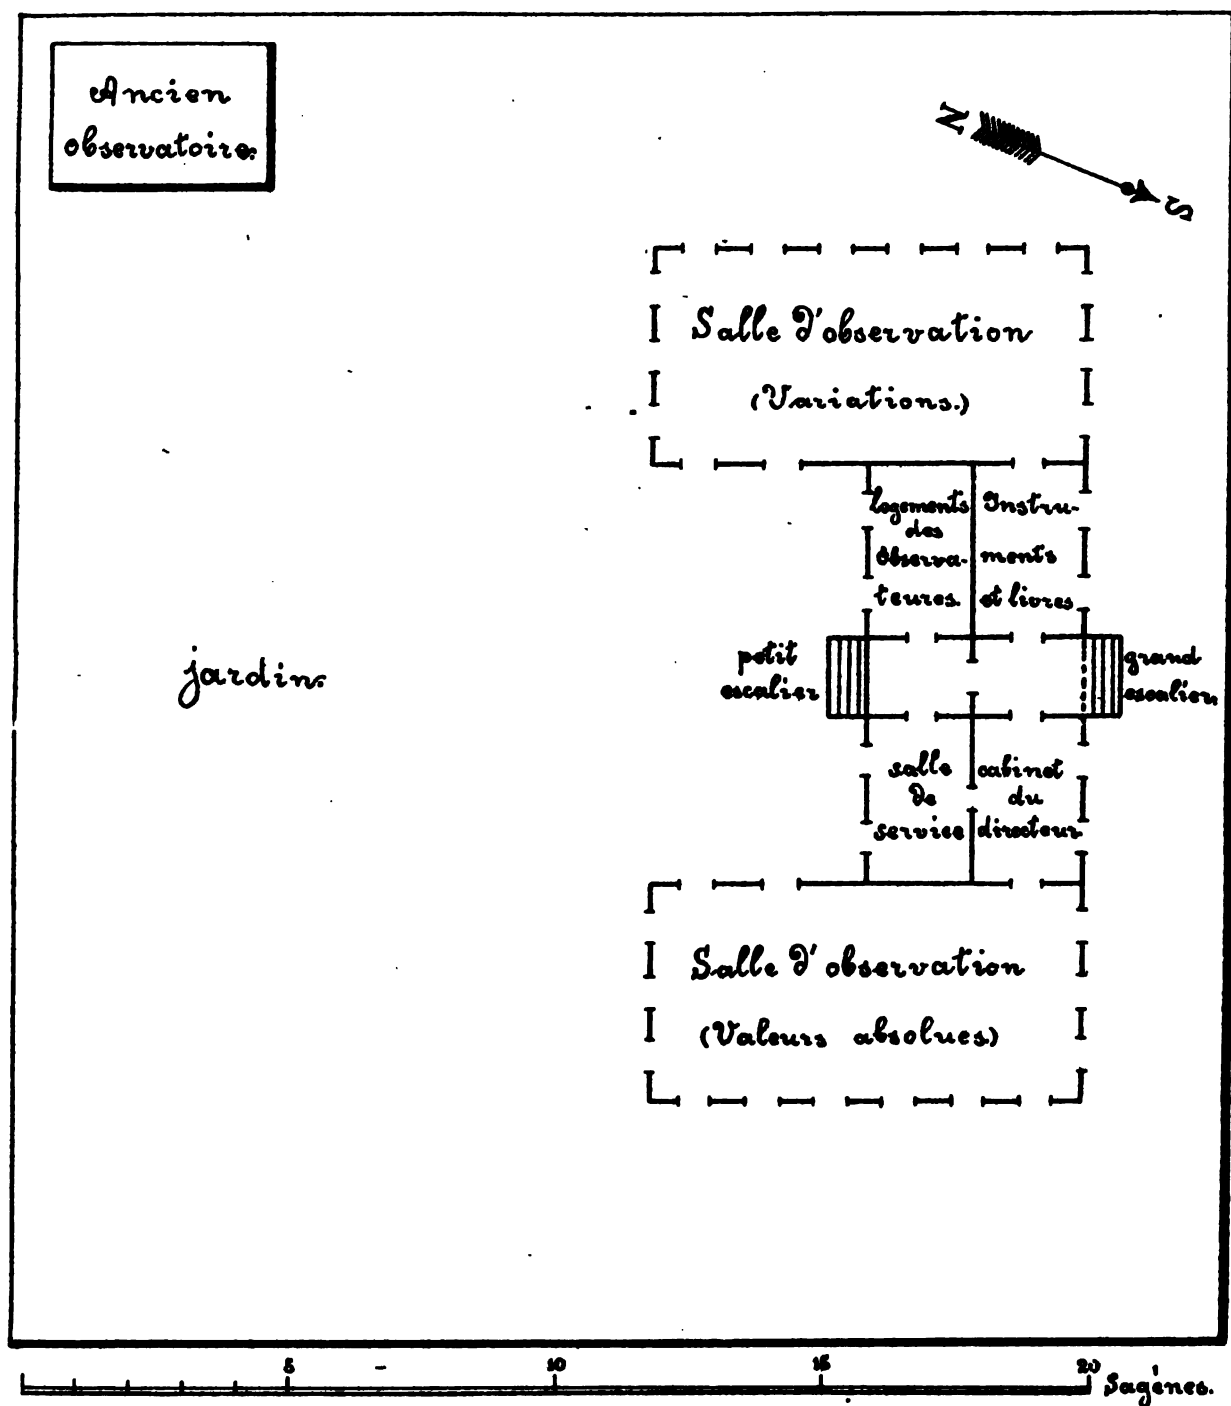 Ancien
observatoire.
N
S
Salle d'observation
(Variations.)
logements
des
observa-
teures.
Instru-
ments
et livres
petit
escalier
grand
escalier.
jardin.
salle
de
service
cabinet
du
directeur
Salle d'observation
(Valeurs absolues)
5
10
15
20
Sagènes.